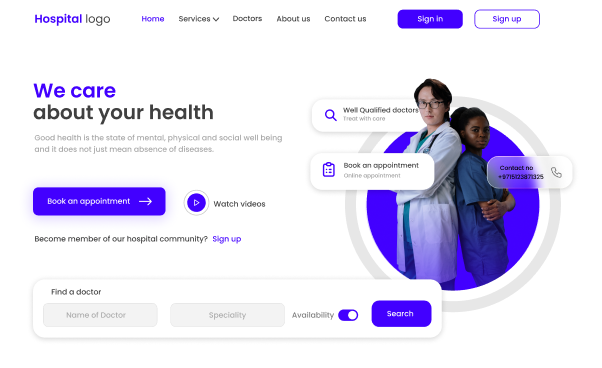 Hospital logo
Home
Services
Doctors
About us
Contact us
Sign in
Sign up
We care
about your health
Good health is the state of mental, physical and social well being
and it does not just mean absence of diseases.
Book an appointment
Watch videos
Become member of our hospital community? Sign up
Well Qualified doctors
Treat with care
Book an appointment
Online appointment
Contact no
+9715123871325
Find a doctor
Name of Doctor
Speciality
Availability
Search